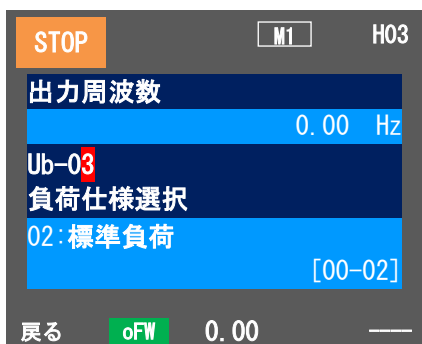 STOP M1 H03
出力周波数
0.00 Hz
Ub-03
負荷仕様選択
02:標準負荷
[00-02]
戻る oFW 0.00 ----